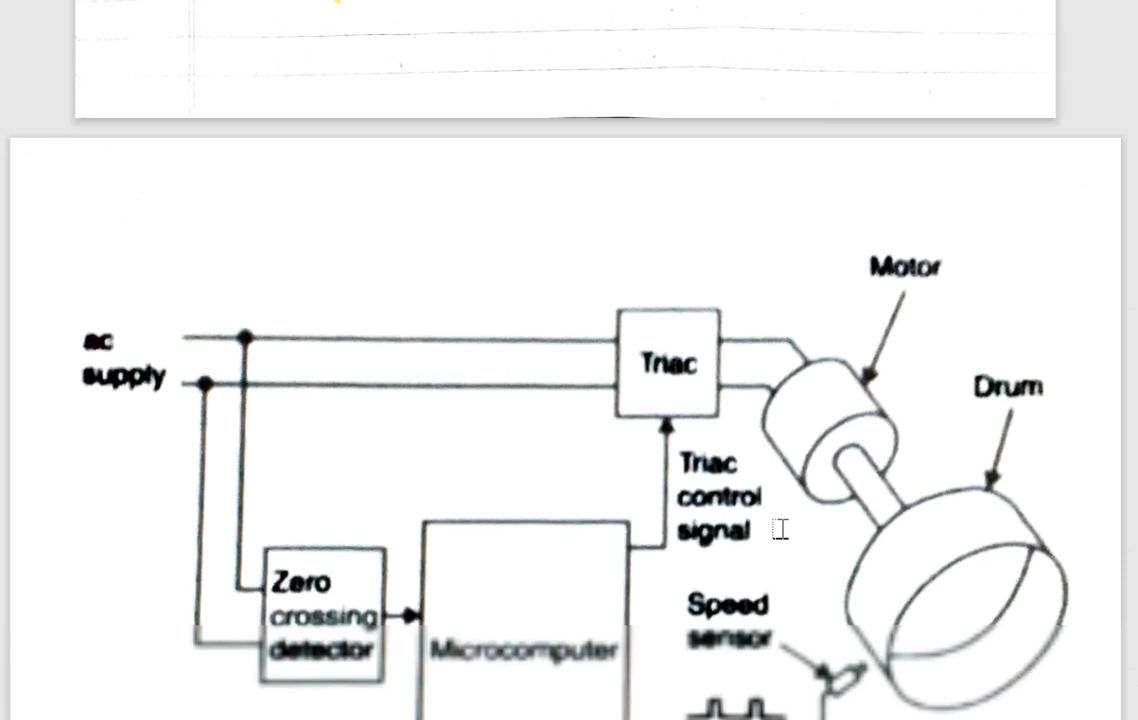 Motor
ac
supply
Triac
Drum
Triac
control
signal
Zero
crossing
detector
Microcomputer
Speed
sensor